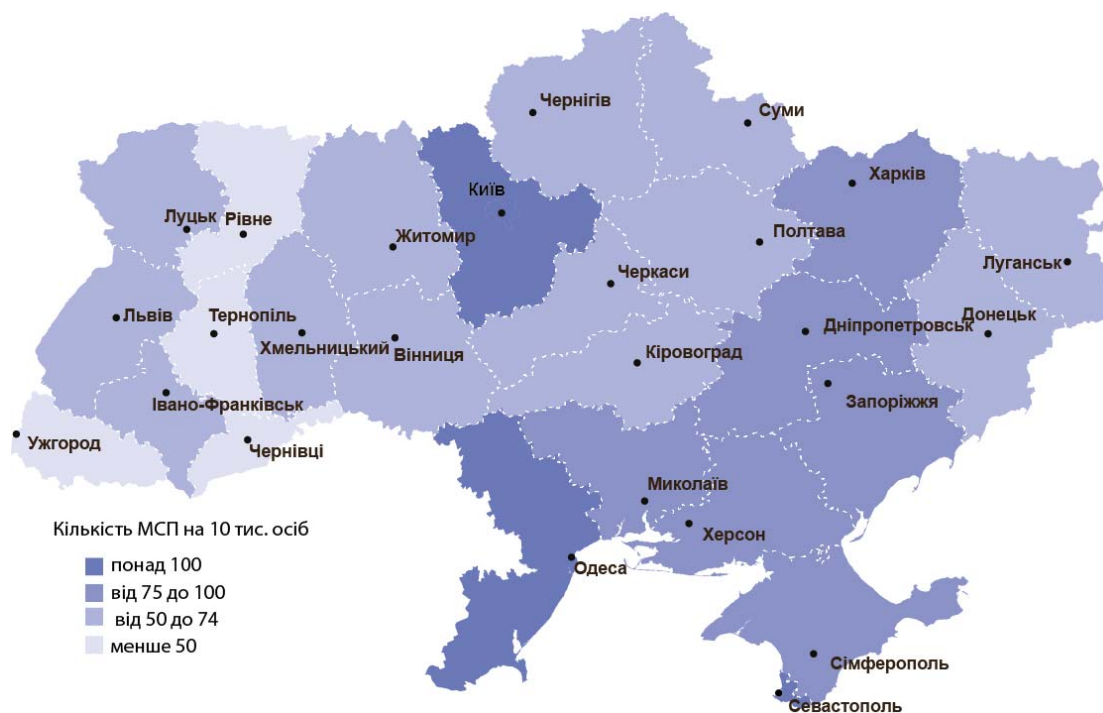 Чернігів
Суми
Харків
Київ
Луцьк
Рівне
Житомир
Полтава
Луганськ
Черкаси
Львів
Тернопіль
Хмельницький
Вінниця
Кіровоград
Дніпропетровськ
Донецьк
Івано-Франківськ
Запоріжжя
Ужгород
Чернівці
Миколаїв
Херсон
Одеса
Сімферополь
Севастополь
Кількість МСП на 10 тис. осіб
понад 100
від 75 до 100
від 50 до 74
менше 50